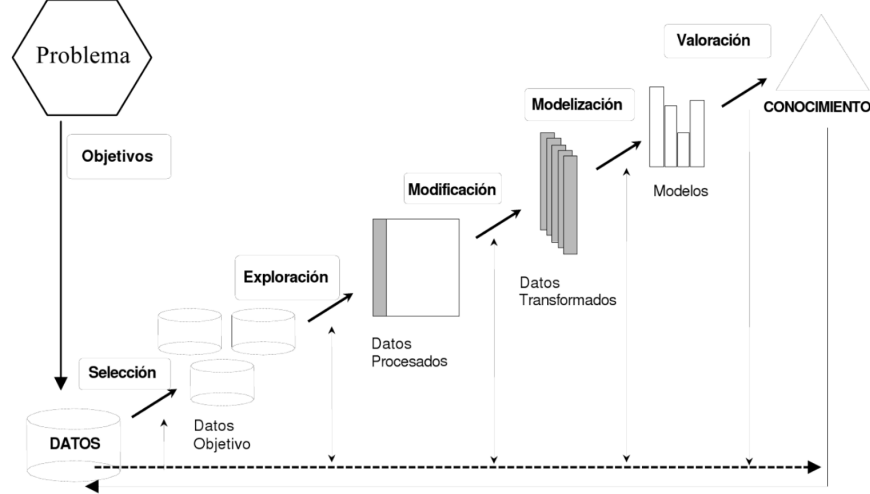 Problema
Objetivos
DATOS
Selección
Datos
Objetivo
Exploración
Datos
Procesados
Modificación
Datos
Transformados
Modelización
Modelos
Valoración
CONOCIMIENTO